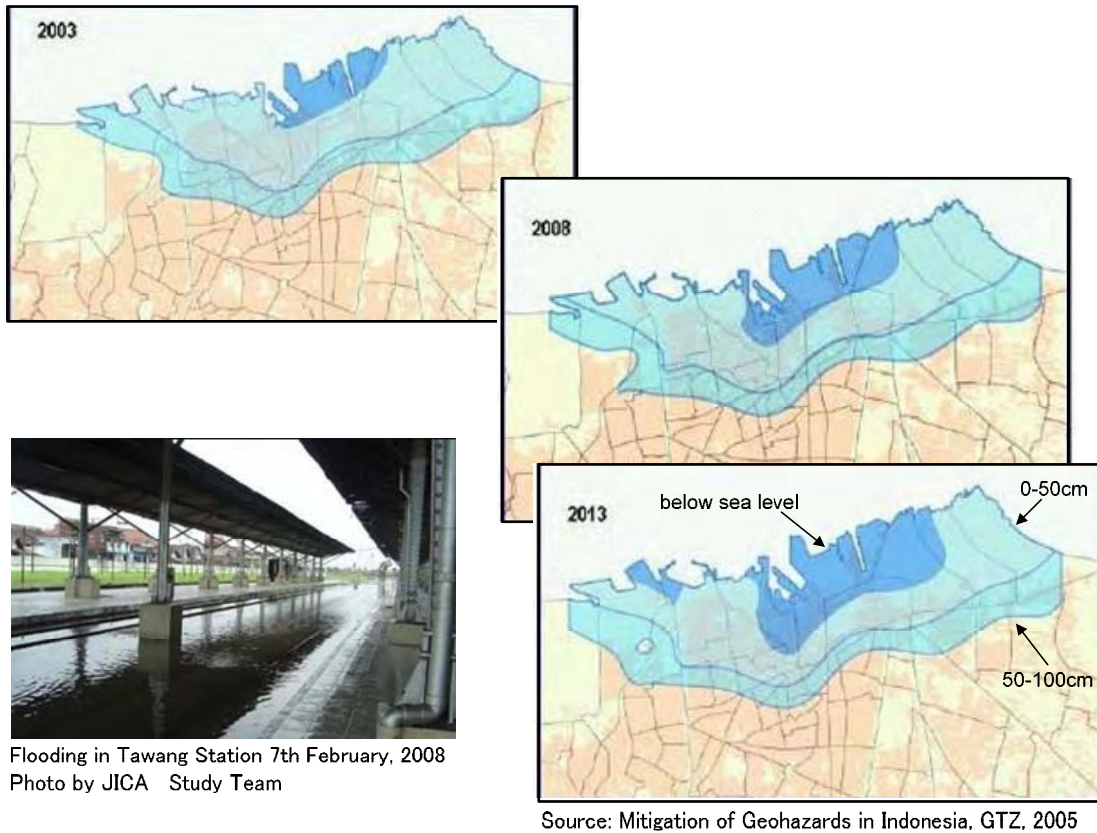 2003
2008
2013
below sea level
0-50cm
50-100cm
Flooding in Tawang Station 7th February, 2008
Photo by JICA Study Team
Source: Mitigation of Geohazards in Indonesia, GTZ, 2005